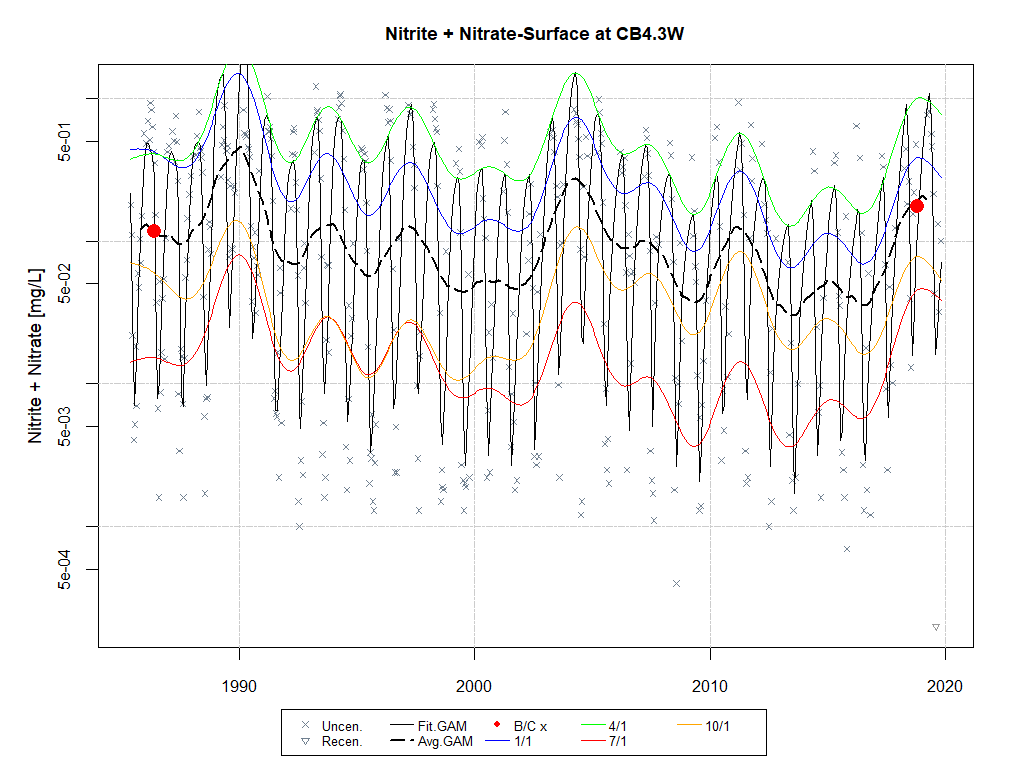 Nitrite + Nitrate-Surface at CB4.3W
Nitrite + Nitrate [mg/L]
5e-01
5e-02
5e-03
5e-04
1990 2000 2010 2020
Uncen. Fit.GAM B/C x 4/1 10/1
Recen. Avg.GAM 1/1 7/1